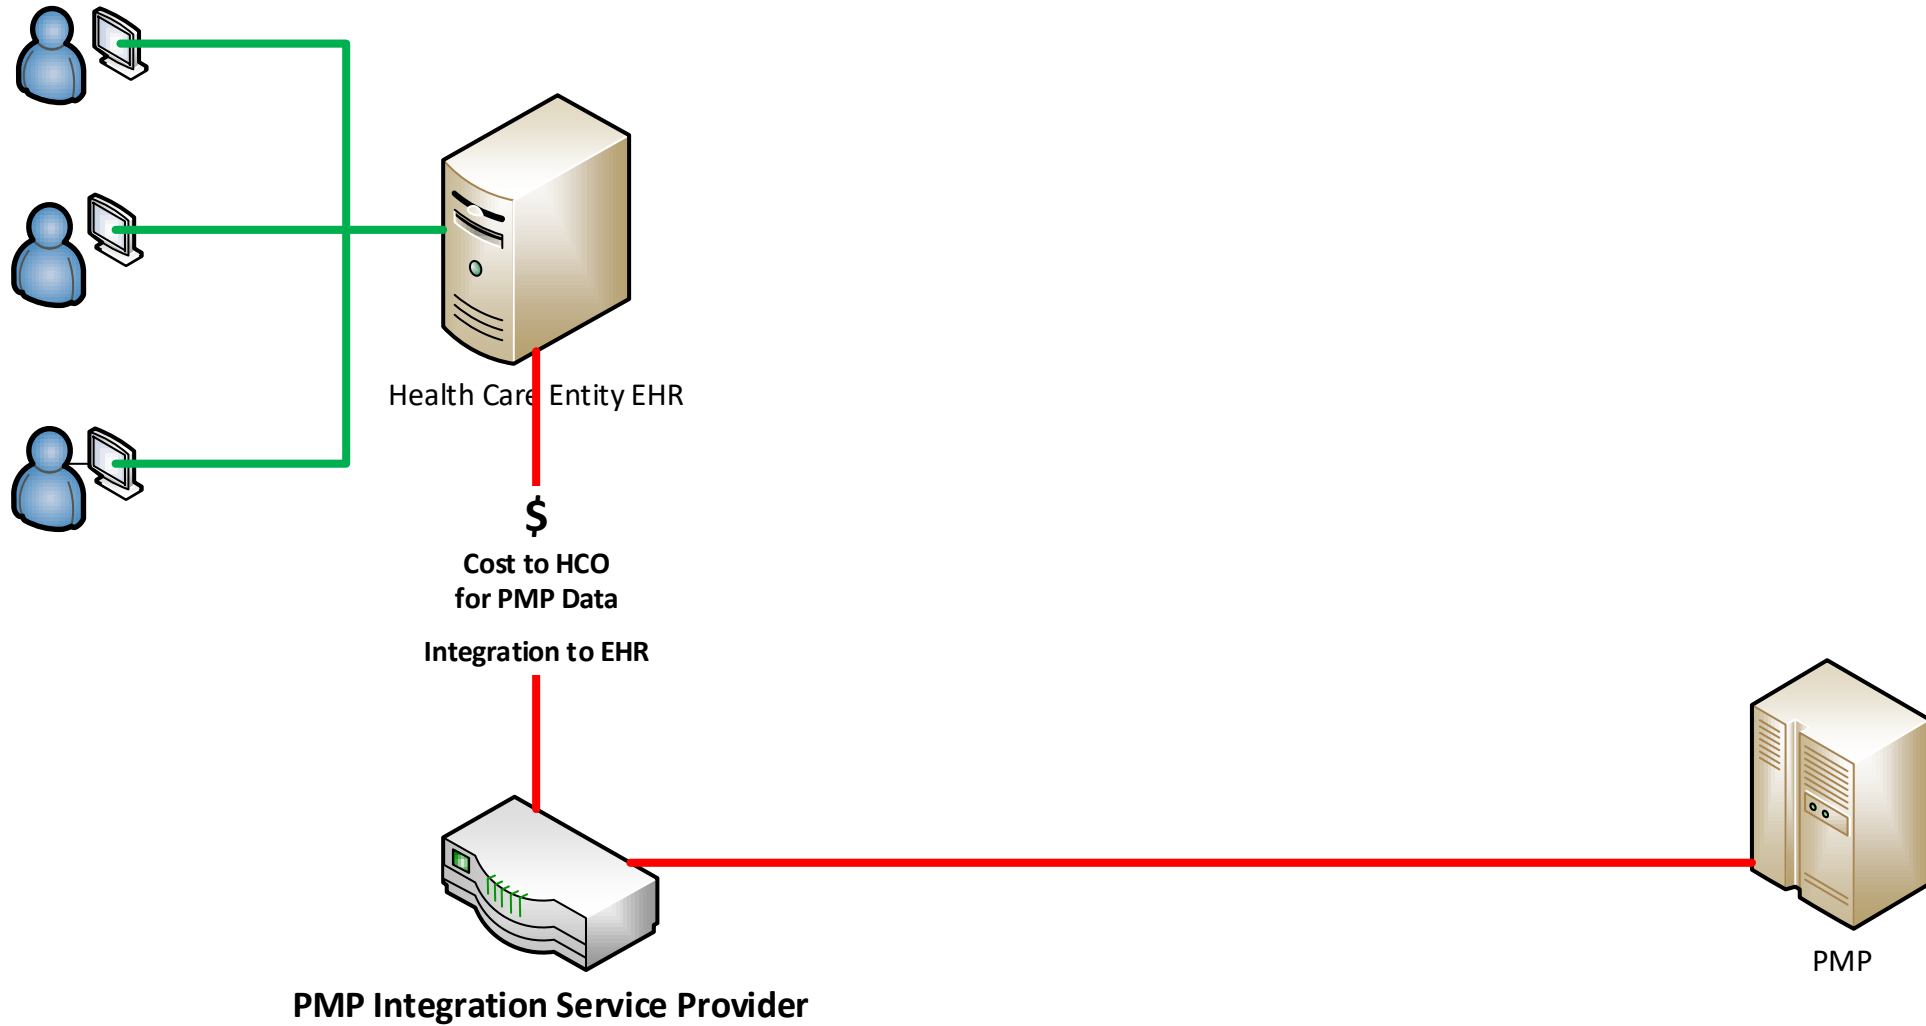 Health Care Entity EHR
$
Cost to HCO
for PMP Data
Integration to EHR
PMP
PMP Integration Service Provider